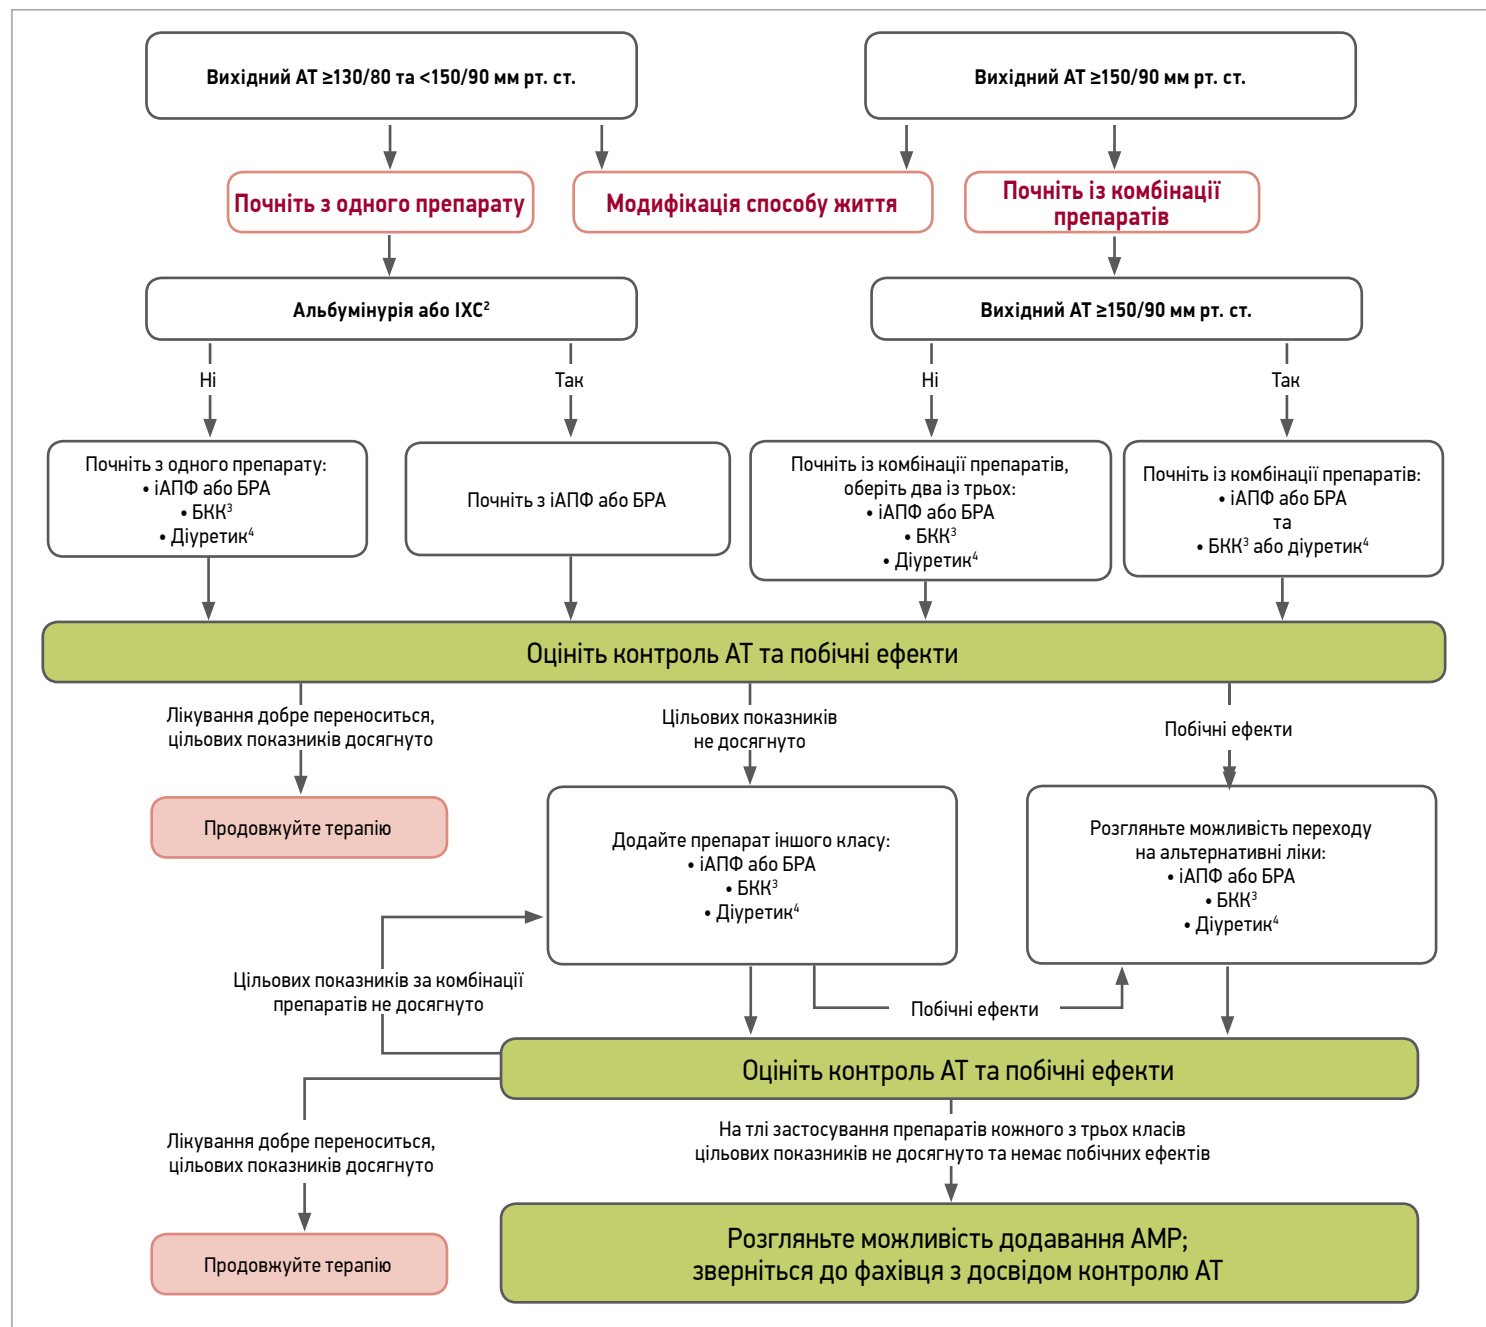 Вихідний АТ ≥130/80 та <150/90 мм рт. ст.
Вихідний АТ ≥150/90 мм рт. ст.
Почніть з одного препарату
Модифікація способу життя
Почніть із комбінації
препаратів
Альбумінурія або ІХС²
Вихідний АТ ≥150/90 мм рт. ст.
Ні
Так
Ні
Так
Почніть з одного препарату:
• іАПФ або БРА
• БКК³
• Діуретик⁴
Почніть з іАПФ або БРА
Почніть із комбінації препаратів,
оберіть два із трьох:
• іАПФ або БРА
• БКК³
• Діуретик⁴
Почніть із комбінації препаратів:
• іАПФ або БРА
та
• БКК³ або діуретик⁴
Оцініть контроль АТ та побічні ефекти
Лікування добре переноситься,
цільових показників досягнуто
Цільових показників
не досягнуто
Побічні ефекти
Продовжуйте терапію
Додайте препарат іншого класу:
• іАПФ або БРА
• БКК³
• Діуретик⁴
Розгляньте можливість переходу
на альтернативні ліки:
• іАПФ або БРА
• БКК³
• Діуретик⁴
Цільових показників за комбінації
препаратів не досягнуто
Побічні ефекти
Оцініть контроль АТ та побічні ефекти
Лікування добре переноситься,
цільових показників досягнуто
На тлі застосування препаратів кожного з трьох класів
цільових показників не досягнуто та немає побічних ефектів
Продовжуйте терапію
Розгляньте можливість додавання АМР;
зверніться до фахівця з досвідом контролю АТ